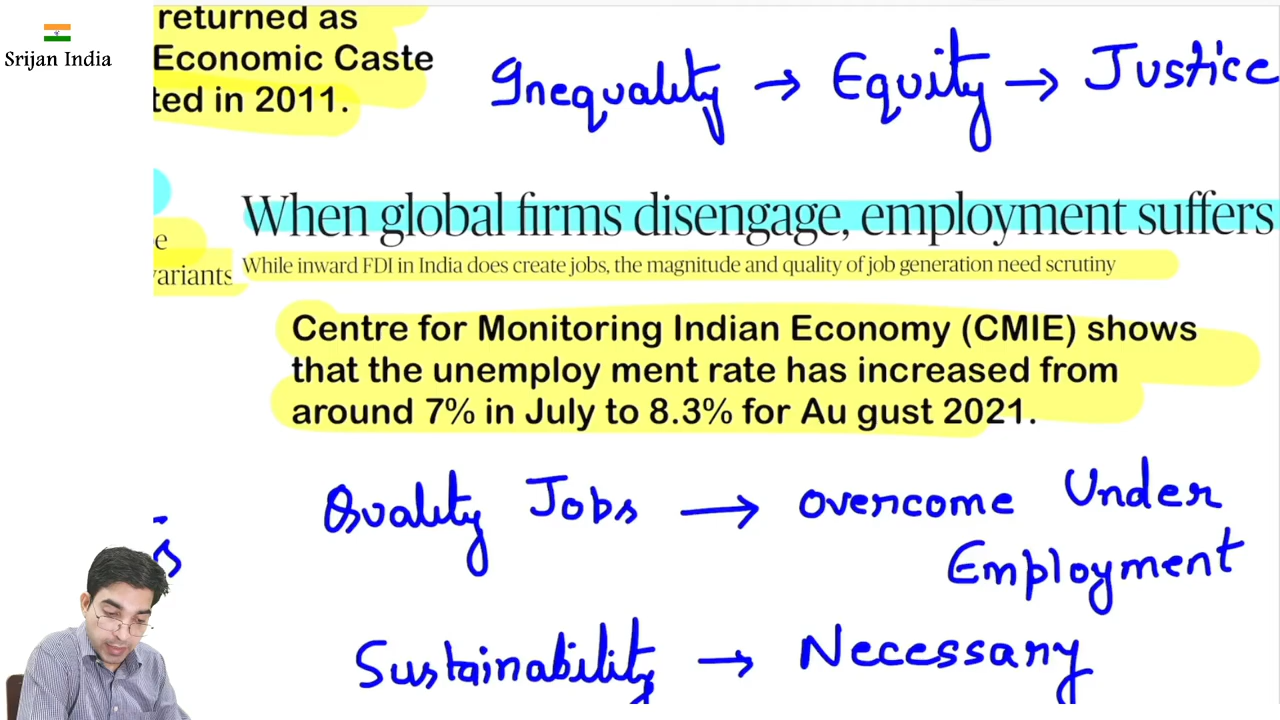 Srijan India
returned as
Economic Caste
ted in 2011.
Inequality → Equity → Justice
When global firms disengage, employment suffers
e
variants
While inward FDI in India does create jobs, the magnitude and quality of job generation need scrutiny
Centre for Monitoring Indian Economy (CMIE) shows
that the unemploy ment rate has increased from
around 7% in July to 8.3% for Au gust 2021.
Quality Jobs → overcome Under
Employment
Sustainability → Necessary